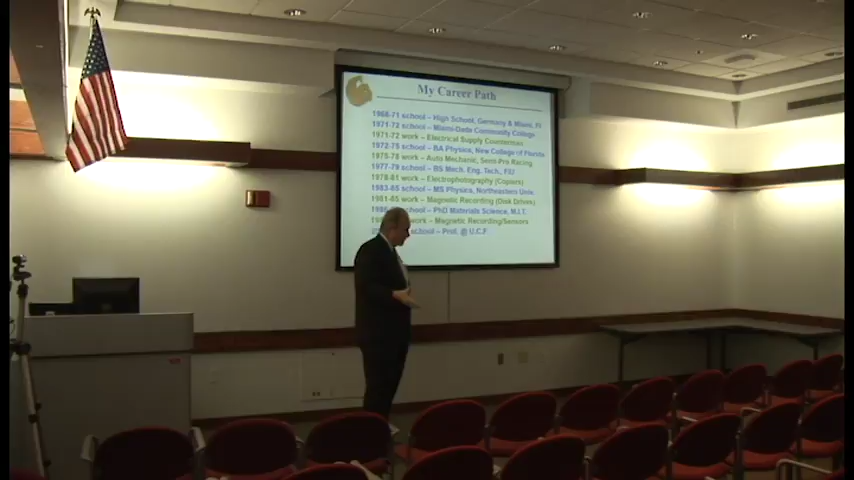 My Career Path
1968-71 school – High School, Germany & Miami, Fl
1971-72 school – Miami-Dade Community College
1971-72 work – Electrical Supply Counterman
1972-75 school – BA Physics, New College of Florida
1975-78 work – Auto Mechanic, Semi-Pro Racing
1977-79 school – BS Mech. Eng. Tech., FIU
1979-81 work – Electrophotography (Copiers)
1983-85 school – MS Physics, Northeastern Univ.
1981-85 work – Magnetic Recording (Disk Drives)
school – PhD Materials Science, M.I.T.
work – Magnetic Recording/Sensors
school – Prof. @ U.C.F